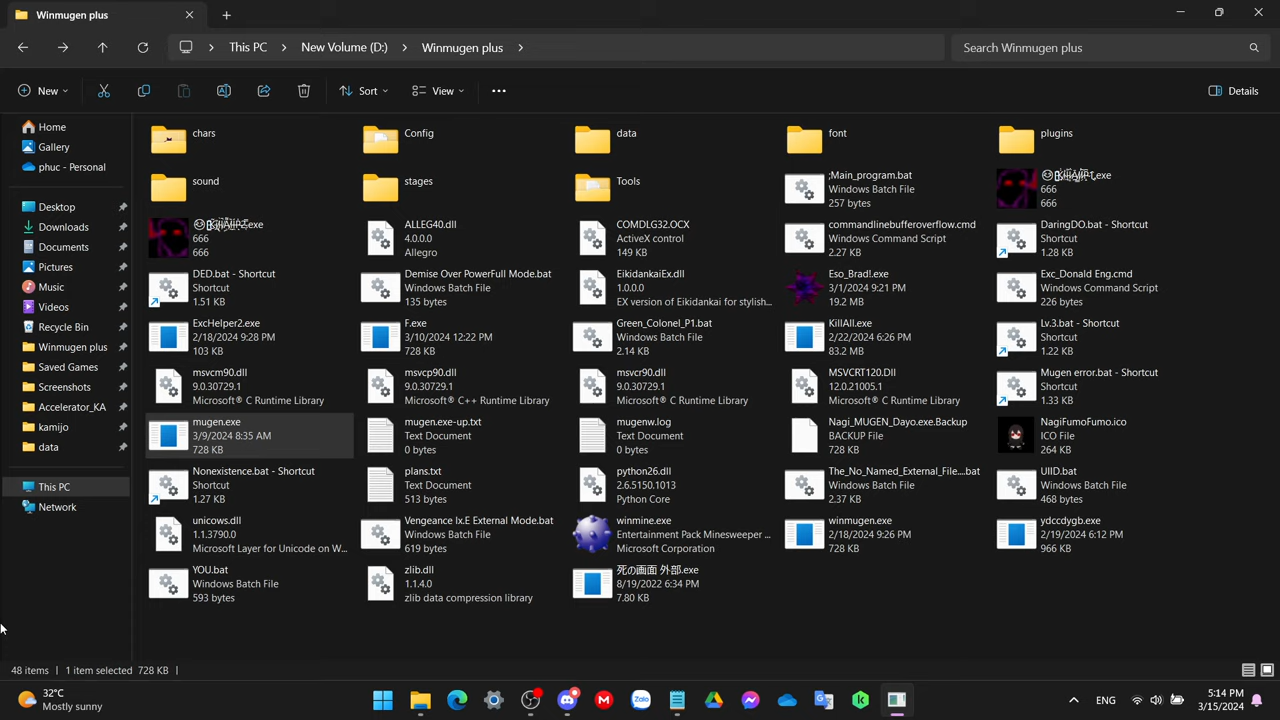 Winmugen plus
This PC
New Volume (D:)
Winmugen plus
Search Winmugen plus
New
Sort
View
Details
Home
Gallery
phuc - Personal
Desktop
Downloads
Documents
Pictures
Music
Videos
Recycle Bin
Winmugen plus
Saved Games
Screenshots
Accelerator_KA
kamijo
data
This PC
Network
chars
Config
data
font
plugins
sound
stages
Tools
;Main_program.bat
Windows Batch File
257 bytes
.exe
666
.exe
666
ALLEG40.dll
4.0.0.0
Allegro
COMDLG32.OCX
ActiveX control
149 KB
commandlinebufferoverflow.cmd
Windows Command Script
2.27 KB
DaringDO.bat - Shortcut
Shortcut
1.28 KB
DED.bat - Shortcut
Shortcut
1.51 KB
Demise Over PowerFull Mode.bat
Windows Batch File
135 bytes
EikidankaiEx.dll
1.0.0.0
EX version of Eikidankai for stylish...
Eso_Brad!.exe
3/1/2024 9:21 PM
19.2 MB
Exc_Donald Eng.cmd
Windows Command Script
226 bytes
ExcHelper2.exe
2/18/2024 9:28 PM
103 KB
F.exe
3/10/2024 12:22 PM
728 KB
Green_Colonel_P1.bat
Windows Batch File
2.14 KB
KillAll.exe
2/22/2024 6:26 PM
83.2 MB
Lv.3.bat - Shortcut
Shortcut
1.22 KB
msvcm90.dll
9.0.30729.1
Microsoft® C Runtime Library
msvcp90.dll
9.0.30729.1
Microsoft® C++ Runtime Library
msvcr90.dll
9.0.30729.1
Microsoft® C Runtime Library
MSVCRT120.Dll
12.0.21005.1
Microsoft® C Runtime Library
Mugen error.bat - Shortcut
Shortcut
1.33 KB
mugen.exe
3/9/2024 8:35 AM
728 KB
mugen.exe-up.txt
Text Document
0 bytes
mugenw.log
Text Document
0 bytes
Nagi_MUGEN_Dayo.exe.Backup
BACKUP File
728 KB
NagiFumoFumo.ico
ICO File
264 KB
Nonexistence.bat - Shortcut
Shortcut
1.27 KB
plans.txt
Text Document
513 bytes
python26.dll
2.6.5150.1013
Python Core
The_No_Named_External_File....bat
Windows Batch File
2.37 KB
UIID.bat
Windows Batch File
468 bytes
unicows.dll
1.1.3790.0
Microsoft Layer for Unicode on W...
Vengeance Ix.E External Mode.bat
Windows Batch File
619 bytes
winmine.exe
Entertainment Pack Minesweeper ...
Microsoft Corporation
winmugen.exe
2/18/2024 9:26 PM
728 KB
ydccdygb.exe
2/19/2024 6:12 PM
966 KB
YOU.bat
Windows Batch File
593 bytes
zlib.dll
1.1.4.0
zlib data compression library
死の画面 外部.exe
8/19/2022 6:34 PM
7.80 KB
48 items
1 item selected 728 KB
32°C
Mostly sunny
Zalo
ENG
5:14 PM
3/15/2024